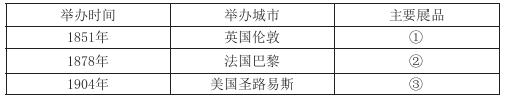 举办时间 举办城市 主要展品
1851年 英国伦敦 ①
1878年 法国巴黎 ②
1904年 美国圣路易斯 ③